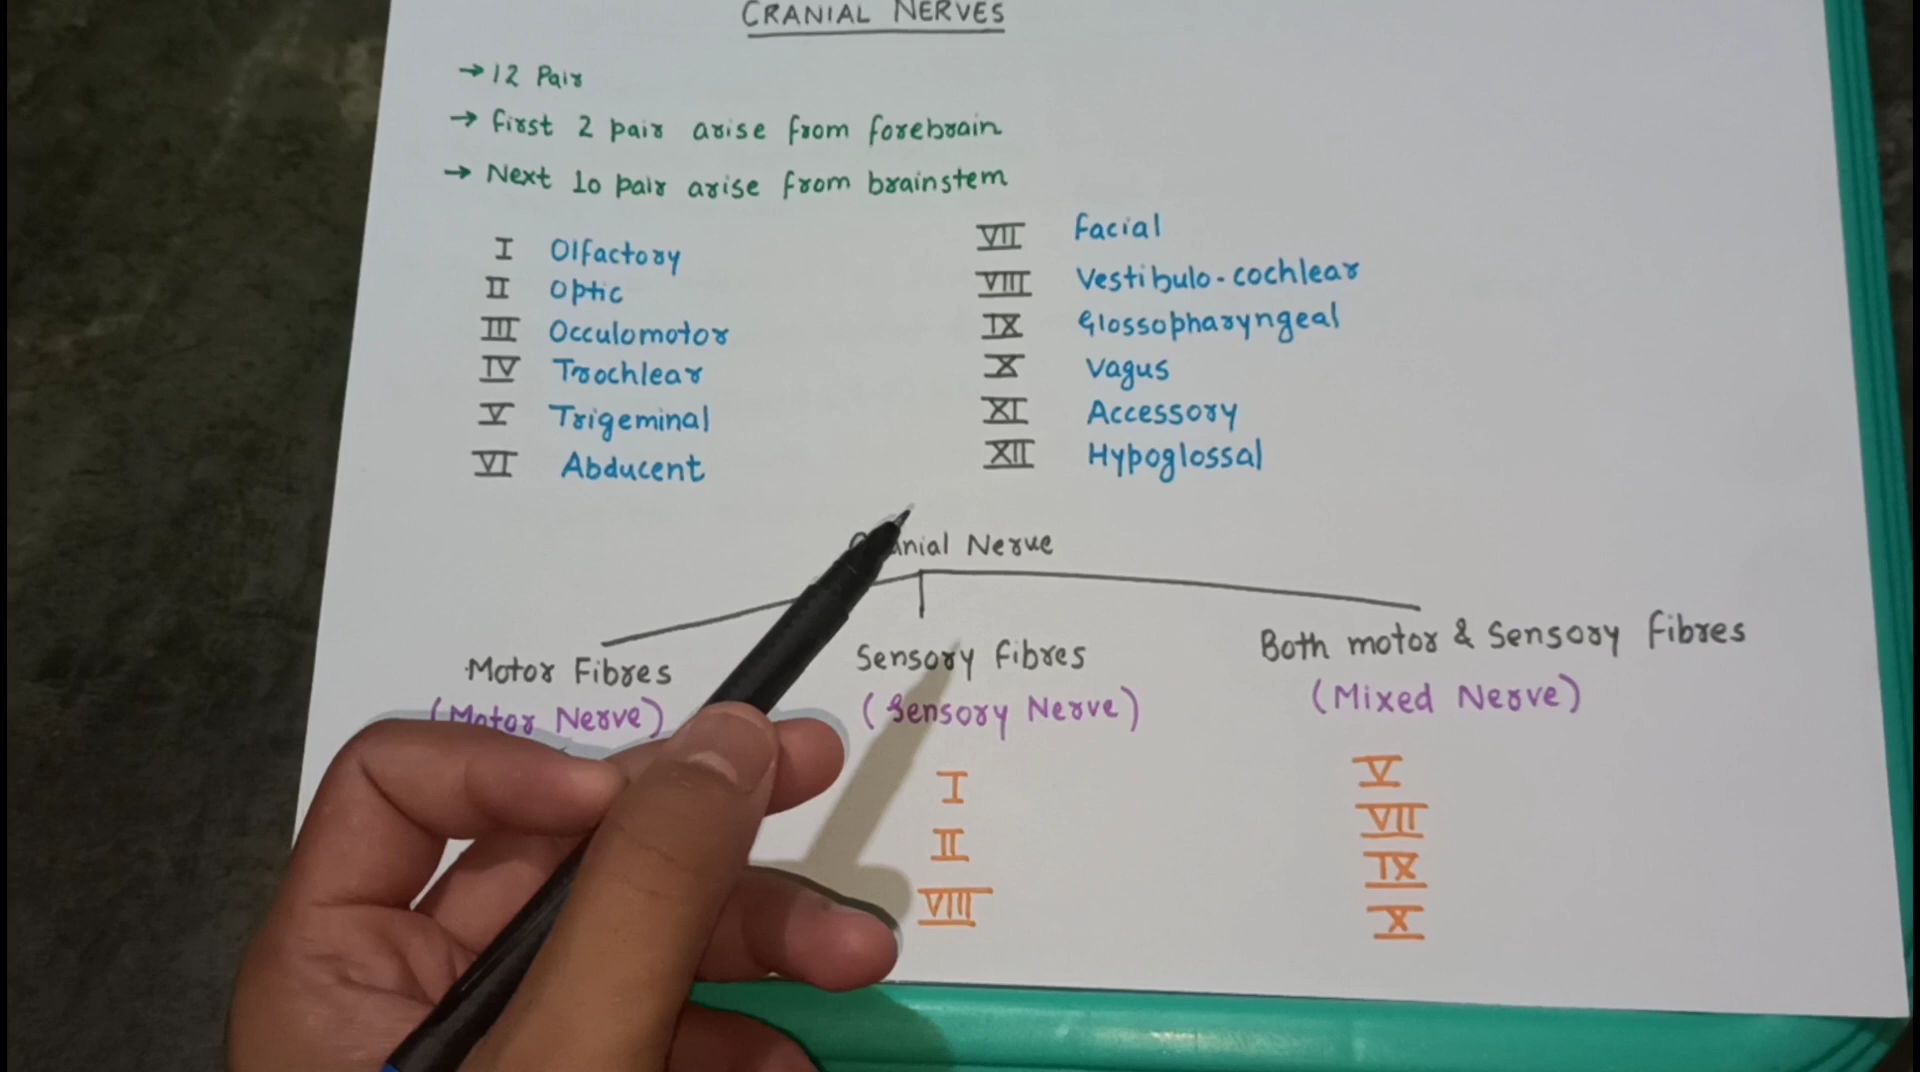 CRANIAL NERVES
→ 12 Pair
→ First 2 pair arise from forebrain
→ Next 10 pair arise from brainstem
I Olfactory
II Optic
III Occulomotor
IV Trochlear
V Trigeminal
VI Abducent
VII Facial
VIII Vestibulo-cochlear
IX Glossopharyngeal
X Vagus
XI Accessory
XII Hypoglossal
Cranial Nerve
Motor Fibres
(Motor Nerve)
Sensory fibres
(Sensory Nerve)
I
II
VIII
Both motor & Sensory Fibres
(Mixed Nerve)
V
VII
IX
X